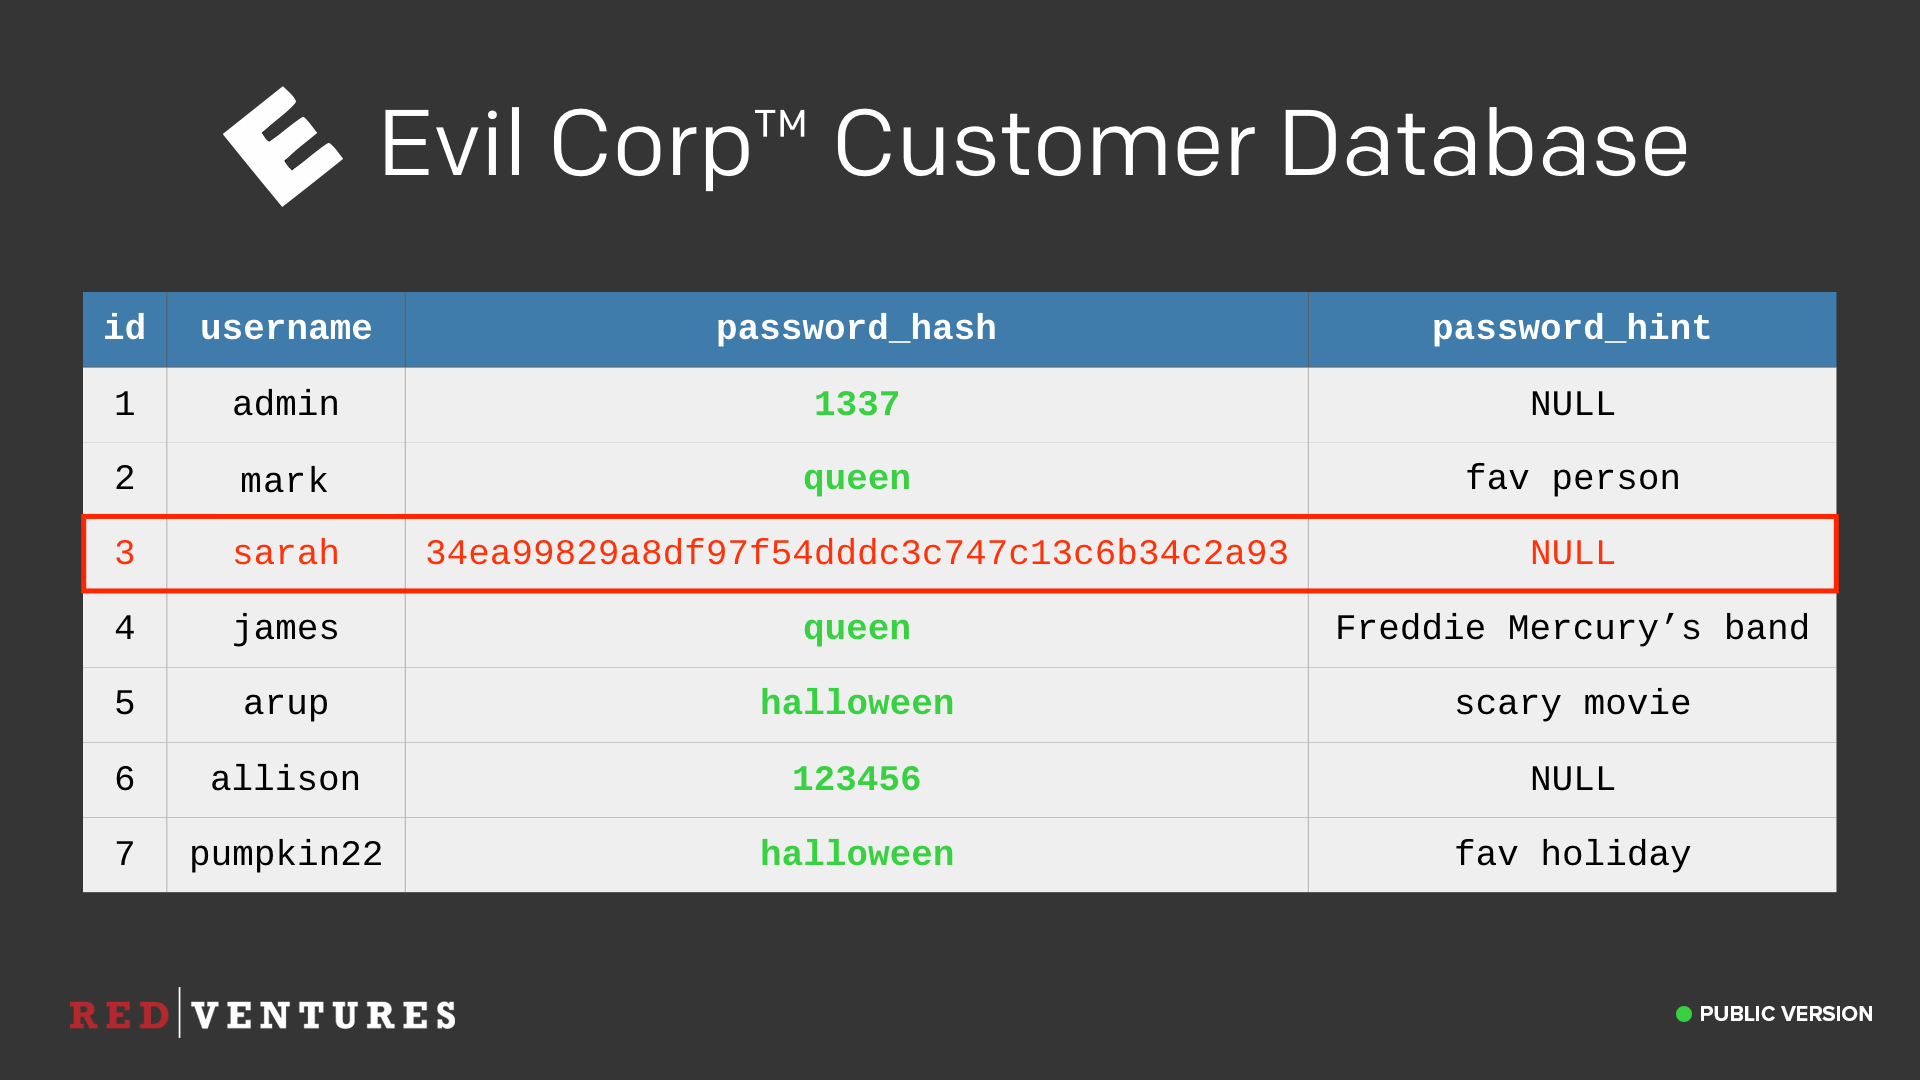 E Evil Corp™ Customer Database
id username password_hash password_hint
1 admin 1337 NULL
2 mark queen fav person
3 sarah 34ea99829a8df97f54dddc3c747c13c6b34c2a93 NULL
4 james queen Freddie Mercury’s band
5 arup halloween scary movie
6 allison 123456 NULL
7 pumpkin22 halloween fav holiday
RED VENTURES
PUBLIC VERSION